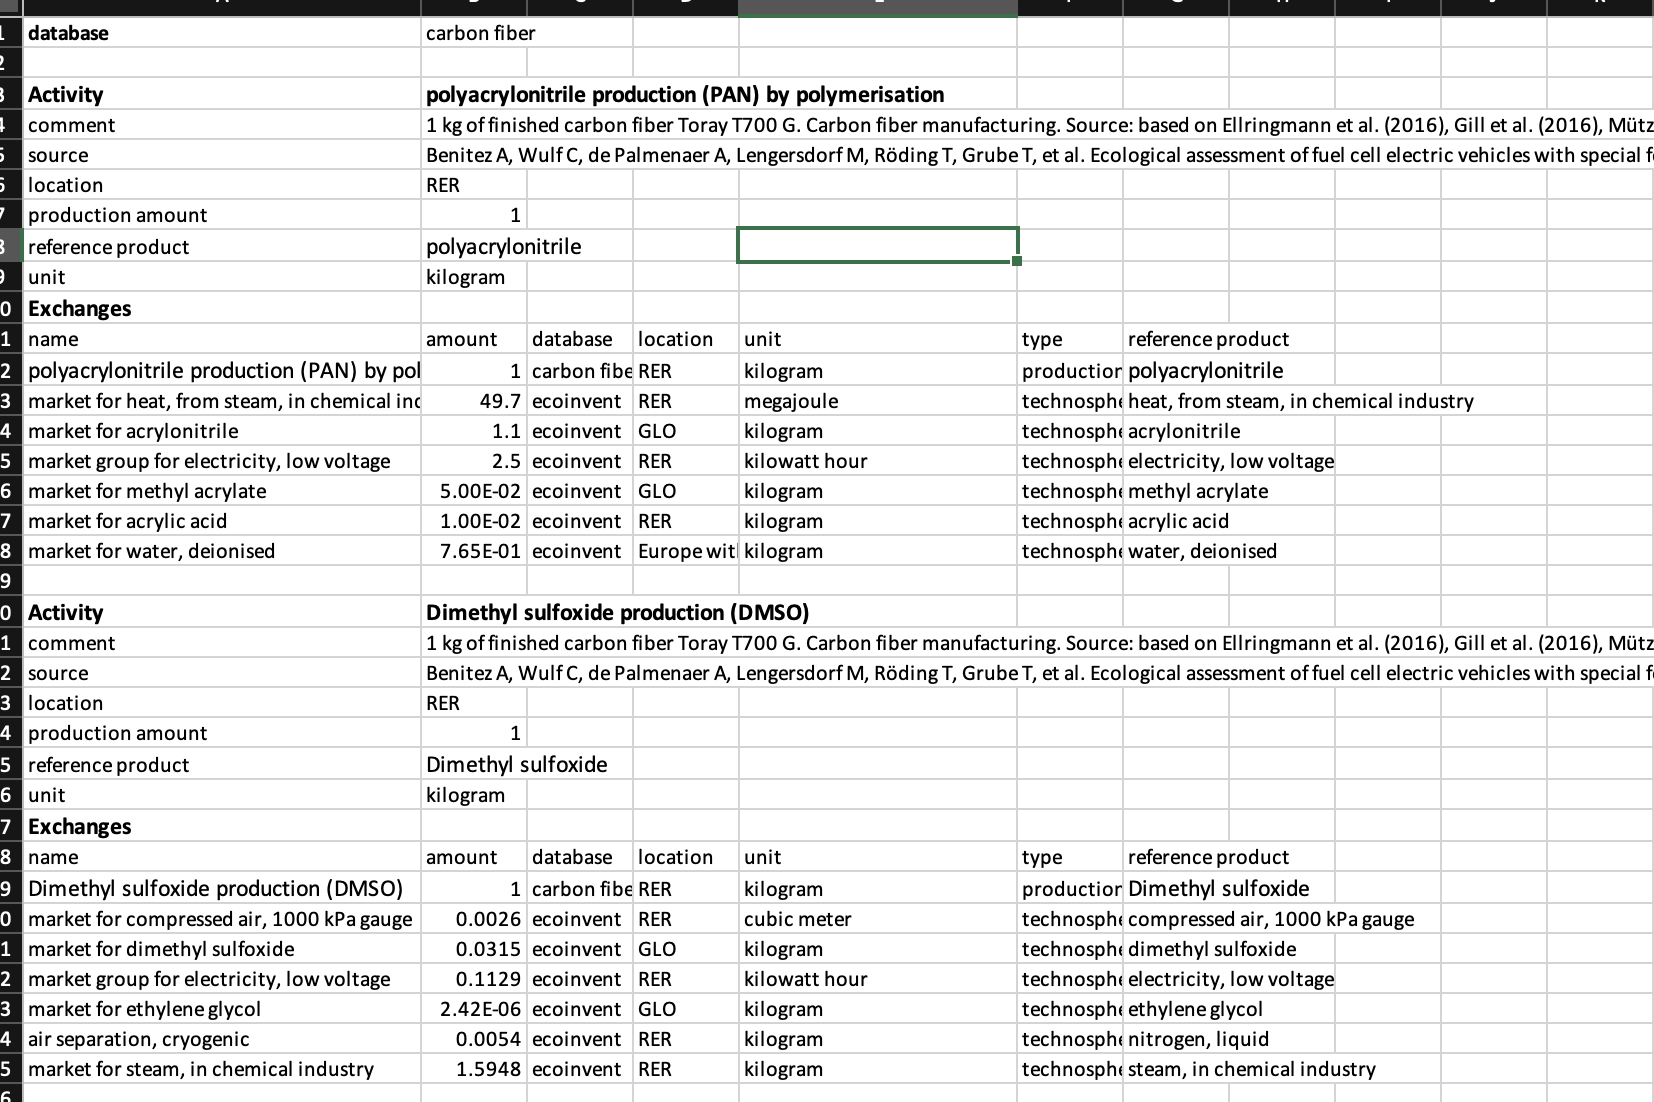 database carbon fiber
Activity polyacrylonitrile production (PAN) by polymerisation
comment 1 kg of finished carbon fiber Toray T700 G. Carbon fiber manufacturing. Source: based on Ellringmann et al. (2016), Gill et al. (2016), Mütz
source Benitez A, Wulf C, de Palmenaer A, Lengersdorf M, Röding T, Grube T, et al. Ecological assessment of fuel cell electric vehicles with special f
location RER
production amount 1
reference product polyacrylonitrile
unit kilogram
Exchanges
name amount database location unit type reference product
polyacrylonitrile production (PAN) by pol 1 carbon fibe RER kilogram production polyacrylonitrile
market for heat, from steam, in chemical ind 49.7 ecoinvent RER megajoule technosphe heat, from steam, in chemical industry
market for acrylonitrile 1.1 ecoinvent GLO kilogram technosphe acrylonitrile
market group for electricity, low voltage 2.5 ecoinvent RER kilowatt hour technosphe electricity, low voltage
market for methyl acrylate 5.00E-02 ecoinvent GLO kilogram technosphe methyl acrylate
market for acrylic acid 1.00E-02 ecoinvent RER kilogram technosphe acrylic acid
market for water, deionised 7.65E-01 ecoinvent Europe wit kilogram technosphe water, deionised
Activity Dimethyl sulfoxide production (DMSO)
comment 1 kg of finished carbon fiber Toray T700 G. Carbon fiber manufacturing. Source: based on Ellringmann et al. (2016), Gill et al. (2016), Mütz
source Benitez A, Wulf C, de Palmenaer A, Lengersdorf M, Röding T, Grube T, et al. Ecological assessment of fuel cell electric vehicles with special f
location RER
production amount 1
reference product Dimethyl sulfoxide
unit kilogram
Exchanges
name amount database location unit type reference product
Dimethyl sulfoxide production (DMSO) 1 carbon fibe RER kilogram production Dimethyl sulfoxide
market for compressed air, 1000 kPa gauge 0.0026 ecoinvent RER cubic meter technosphe compressed air, 1000 kPa gauge
market for dimethyl sulfoxide 0.0315 ecoinvent GLO kilogram technosphe dimethyl sulfoxide
market group for electricity, low voltage 0.1129 ecoinvent RER kilowatt hour technosphe electricity, low voltage
market for ethylene glycol 2.42E-06 ecoinvent GLO kilogram technosphe ethylene glycol
air separation, cryogenic 0.0054 ecoinvent RER kilogram technosphe nitrogen, liquid
market for steam, in chemical industry 1.5948 ecoinvent RER kilogram technosphe steam, in chemical industry